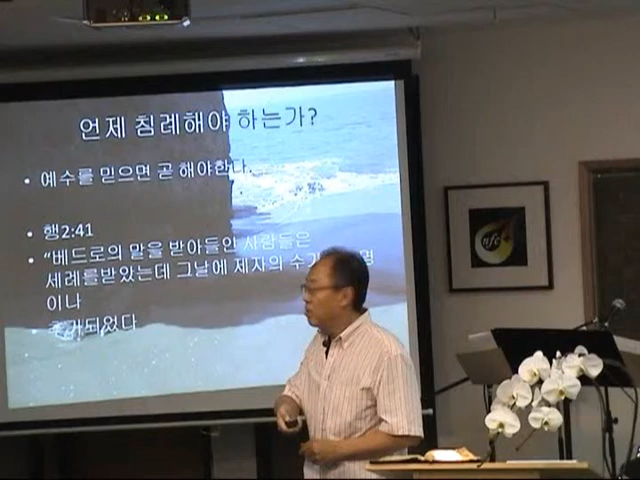 언제 침례해야 하는가?
• 예수를 믿으면 곧 해야한다.
• 행2:41
• “베드로의 말을 받아들인 사람들은
세례를받았는데 그날에 제자의 수가 명
이나
되었다
nfc